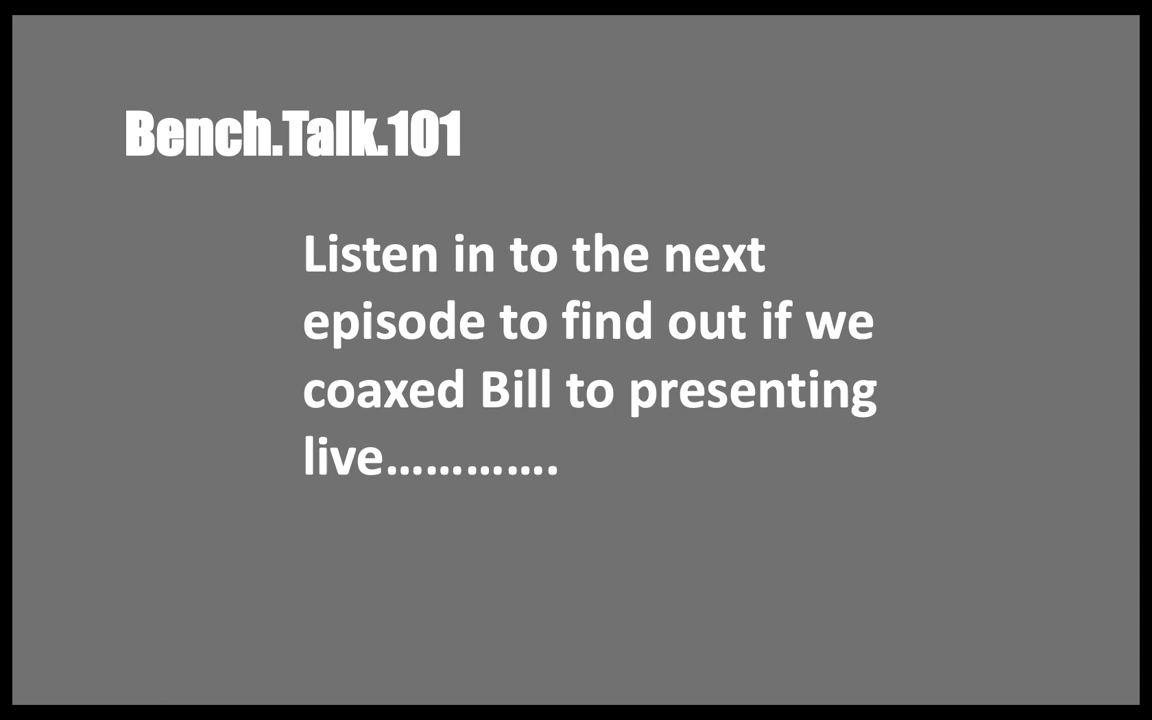 Bench.Talk.101
Listen in to the next
episode to find out if we
coaxed Bill to presenting
live………….